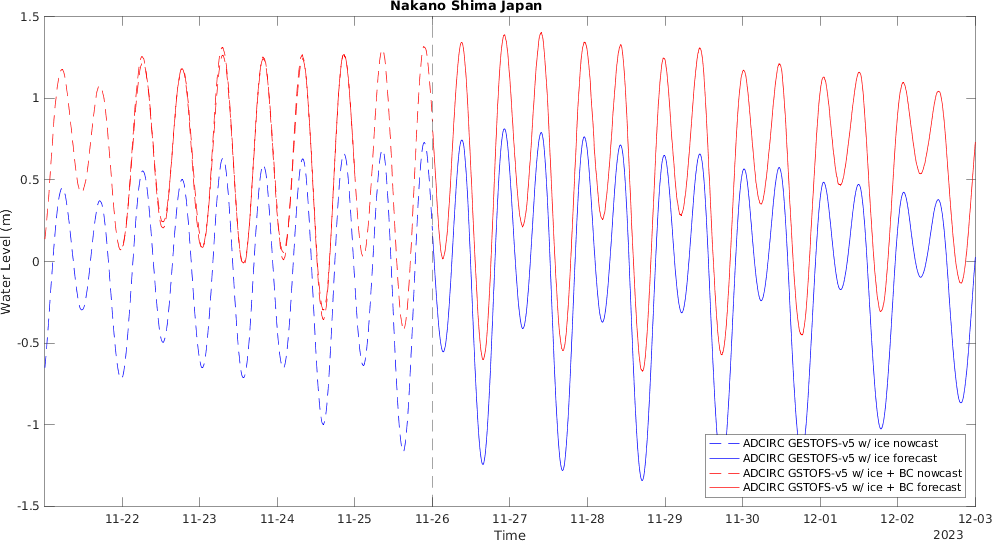 Nakano Shima Japan
1.5
1
0.5
0
-0.5
-1
-1.5
Water Level (m)
11-22 11-23 11-24 11-25 11-26 11-27 11-28 11-29 11-30 12-01 12-02 12-03
Time
2023
ADCIRC GESTOFS-v5 w/ ice nowcast
ADCIRC GESTOFS-v5 w/ ice forecast
ADCIRC GSTOFS-v5 w/ ice + BC nowcast
ADCIRC GSTOFS-v5 w/ ice + BC forecast